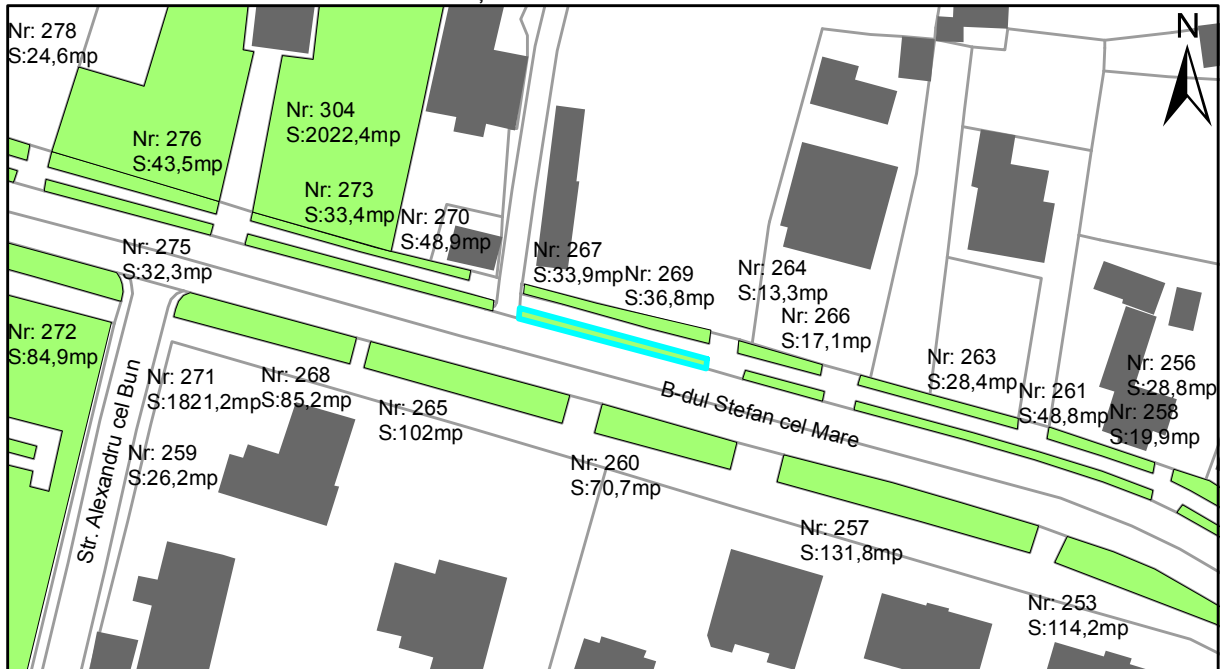 Nr: 278
S:24,6mp
N
Nr: 304
S:2022,4mp
Nr: 276
S:43,5mp
Nr: 273
S:33,4mp
Nr: 270
S:48,9mp
Nr: 275
S:32,3mp
Nr: 267
S:33,9mp
Nr: 269
S:36,8mp
Nr: 264
S:13,3mp
Nr: 266
S:17,1mp
Nr: 272
S:84,9mp
Nr: 271
S:1821,2mp
Nr: 268
S:85,2mp
Nr: 265
S:102mp
B-dul Stefan cel Mare
Nr: 263
S:28,4mp
Nr: 261
S:48,8mp
Nr: 256
S:28,8mp
Nr: 258
S:19,9mp
Str. Alexandru cel Bun
Nr: 259
S:26,2mp
Nr: 260
S:70,7mp
Nr: 257
S:131,8mp
Nr: 253
S:114,2mp